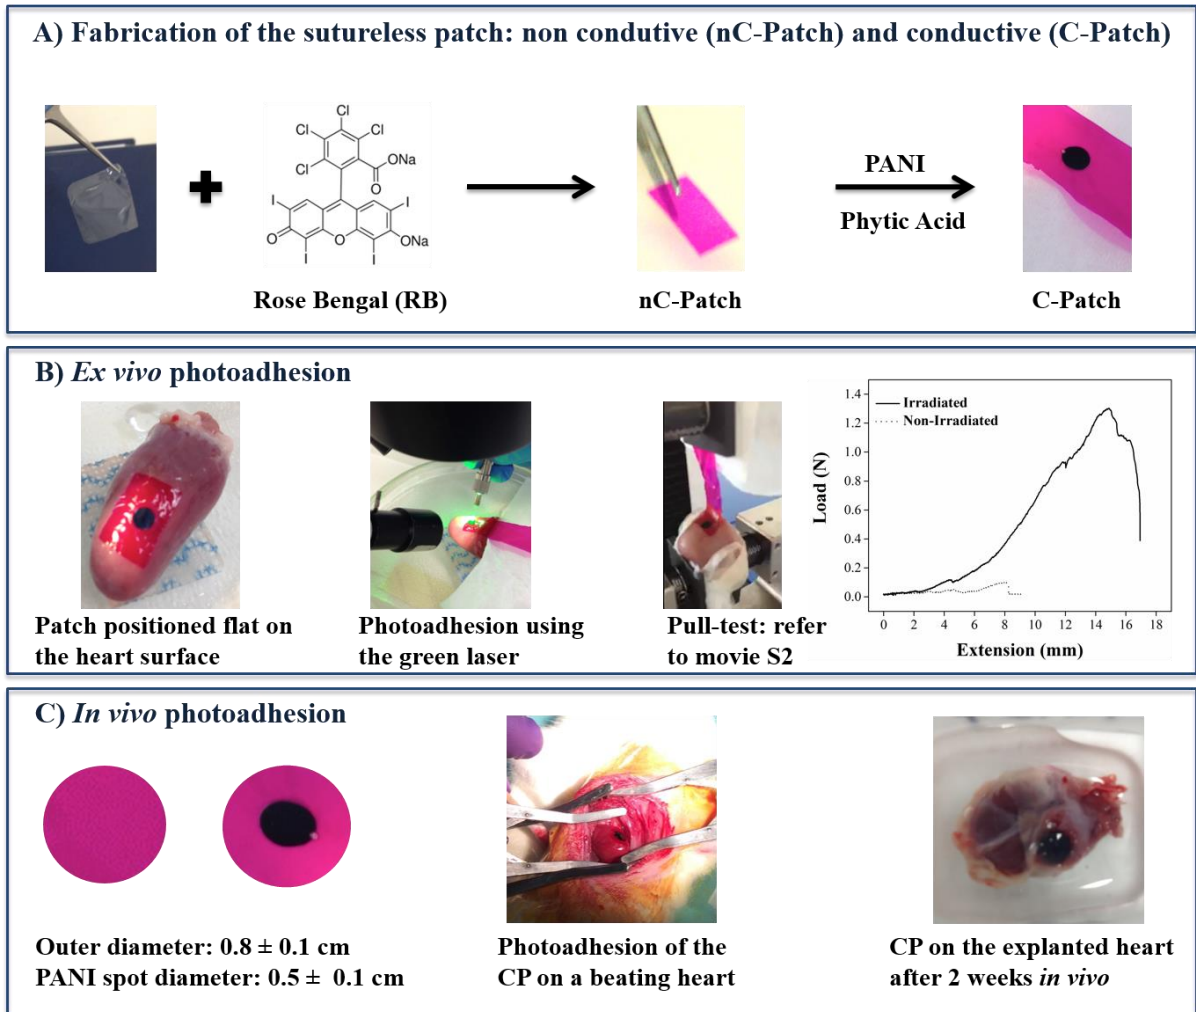 A) Fabrication of the sutureless patch: non condutive (nC-Patch) and conductive (C-Patch)
Cl
Cl
Cl
Cl
ONa
O
I
I
O
O
ONa
I
I
PANI
Phytic Acid
Rose Bengal (RB)
nC-Patch
C-Patch
B) Ex vivo photoadhesion
Patch positioned flat on
the heart surface
Photoadhesion using
the green laser
Pull-test: refer
to movie S2
Irradiated
Non-Irradiated
Load (N)
1.4
1.2
1.0
0.8
0.6
0.4
0.2
0.0
0 2 4 6 8 10 12 14 16 18
Extension (mm)
C) In vivo photoadhesion
Outer diameter: 0.8 ± 0.1 cm
PANI spot diameter: 0.5 ± 0.1 cm
Photoadhesion of the
CP on a beating heart
CP on the explanted heart
after 2 weeks in vivo